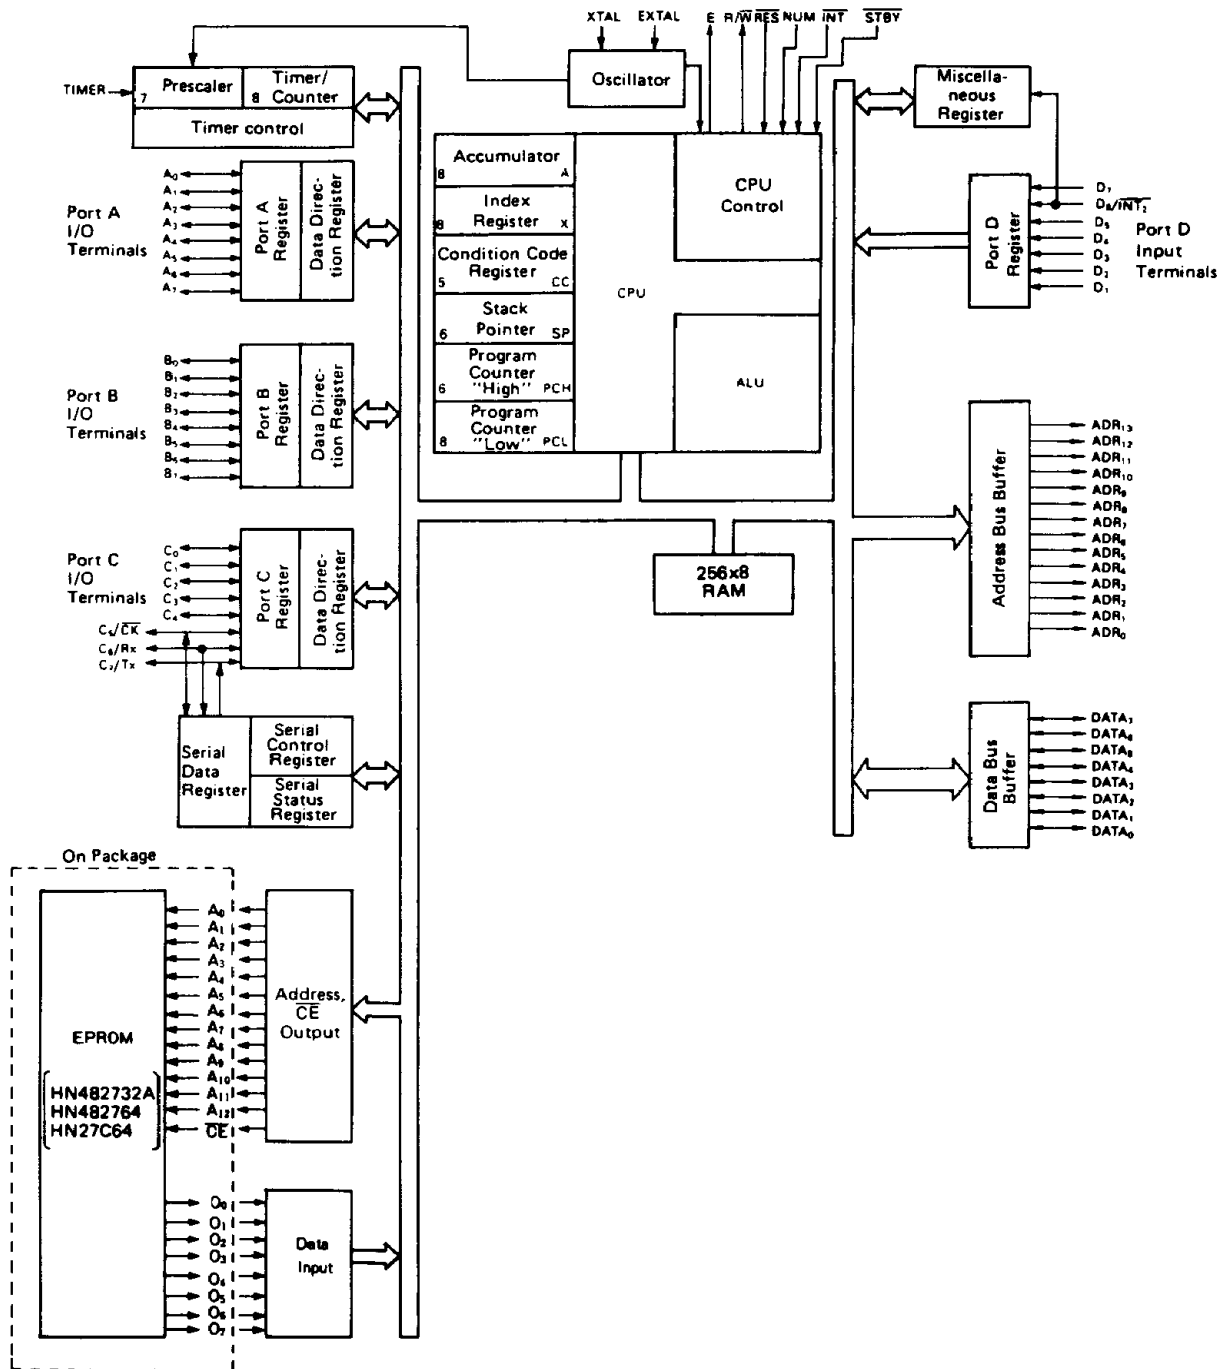 XTAL EXTAL E R/W̅ R̅E̅S̅ NUM I̅N̅T̅ S̅T̅B̅Y̅
Oscillator
TIMER
7 Prescaler
8 Timer/
Counter
Timer control
Miscella-
neous
Register
Port A
I/O
Terminals
A₀
A₁
A₂
A₃
A₄
A₅
A₆
A₇
Port A
Register
Data Direc-
tion Register
Accumulator
8 A
Index
Register
8 X
Condition Code
Register
5 CC
Stack
Pointer
6 SP
Program
Counter
"High"
6 PCH
Program
Counter
"Low"
8 PCL
CPU
CPU
Control
ALU
D₇
D₆/I̅N̅T̅₂
D₅
D₄
D₃
D₂
D₁
Port D
Register
Port D
Input
Terminals
Port B
I/O
Terminals
B₀
B₁
B₂
B₃
B₄
B₅
B₅
B₇
Port B
Register
Data Direc-
tion Register
Address Bus Buffer
ADR₁₃
ADR₁₂
ADR₁₁
ADR₁₀
ADR₉
ADR₈
ADR₇
ADR₆
ADR₅
ADR₄
ADR₃
ADR₂
ADR₁
ADR₀
Port C
I/O
Terminals
C₀
C₁
C₂
C₃
C₄
C₅/C̅K̅
C₆/Rx
C₇/Tx
Port C
Register
Data Direc-
tion Register
256x8
RAM
Serial
Data
Register
Serial
Control
Register
Serial
Status
Register
Data Bus
Buffer
DATA₇
DATA₆
DATA₅
DATA₄
DATA₃
DATA₂
DATA₁
DATA₀
On Package
EPROM
HN482732A
HN482764
HN27C64
A₀
A₁
A₂
A₃
A₄
A₅
A₆
A₇
A₈
A₉
A₁₀
A₁₁
A₁₂
C̅E̅
Address,
C̅E̅
Output
O₀
O₁
O₂
O₃
O₄
O₅
O₆
O₇
Data
Input